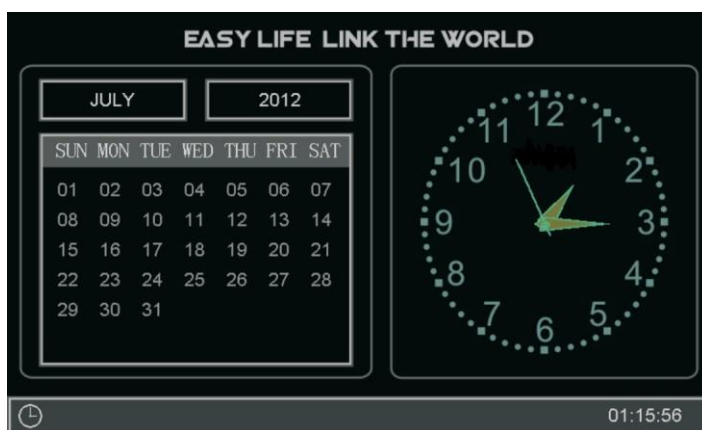 EASY LIFE LINK THE WORLD
JULY 2012
SUN MON TUE WED THU FRI SAT
01 02 03 04 05 06 07
08 09 10 11 12 13 14
15 16 17 18 19 20 21
22 23 24 25 26 27 28
29 30 31
12
11 1
10 2
9 3
8 4
7 5
6
01:15:56